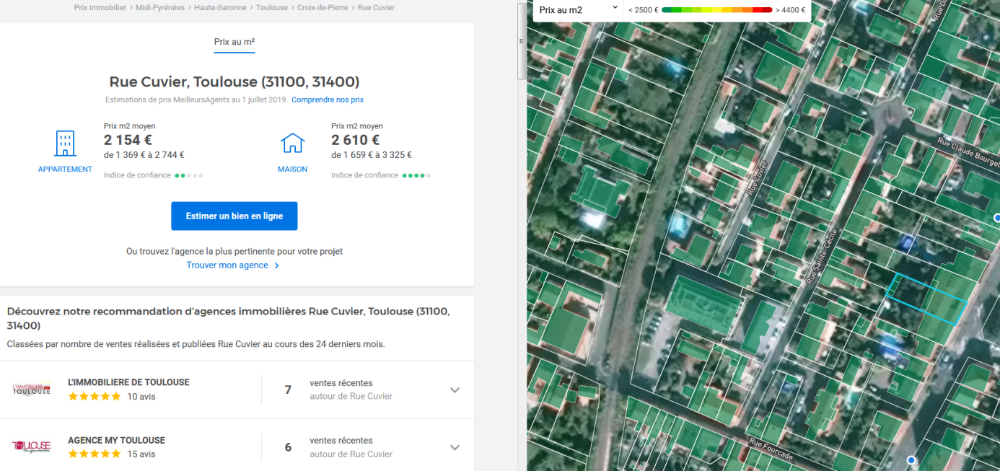 Prix immobilier > Midi-Pyrénées > Haute-Garonne > Toulouse > Croix-de-Pierre > Rue Cuvier
Prix au m²
Rue Cuvier, Toulouse (31100, 31400)
Estimations de prix MeilleursAgents au 1 juillet 2019. Comprendre nos prix
APPARTEMENT
Prix m2 moyen
2 154 €
de 1 369 € à 2 744 €
Indice de confiance
MAISON
Prix m2 moyen
2 610 €
de 1 659 € à 3 325 €
Indice de confiance
Estimer un bien en ligne
Ou trouvez l'agence la plus pertinente pour votre projet
Trouver mon agence >
Découvrez notre recommandation d'agences immobilières Rue Cuvier, Toulouse (31100,
31400)
Classées par nombre de ventes réalisées et publiées Rue Cuvier au cours des 24 derniers mois.
L'IMMOBILIERE
TOULOUSE
L'IMMOBILIERE DE TOULOUSE
10 avis
7
ventes récentes
autour de Rue Cuvier
TOULOUSE
AGENCE MY TOULOUSE
15 avis
6
ventes récentes
autour de Rue Cuvier
Prix au m2
< 2500 €
> 4400 €
Rue Claude Bourgel
Rue Cuvier
Rue Sainte-Cécile
Rue Fourcade